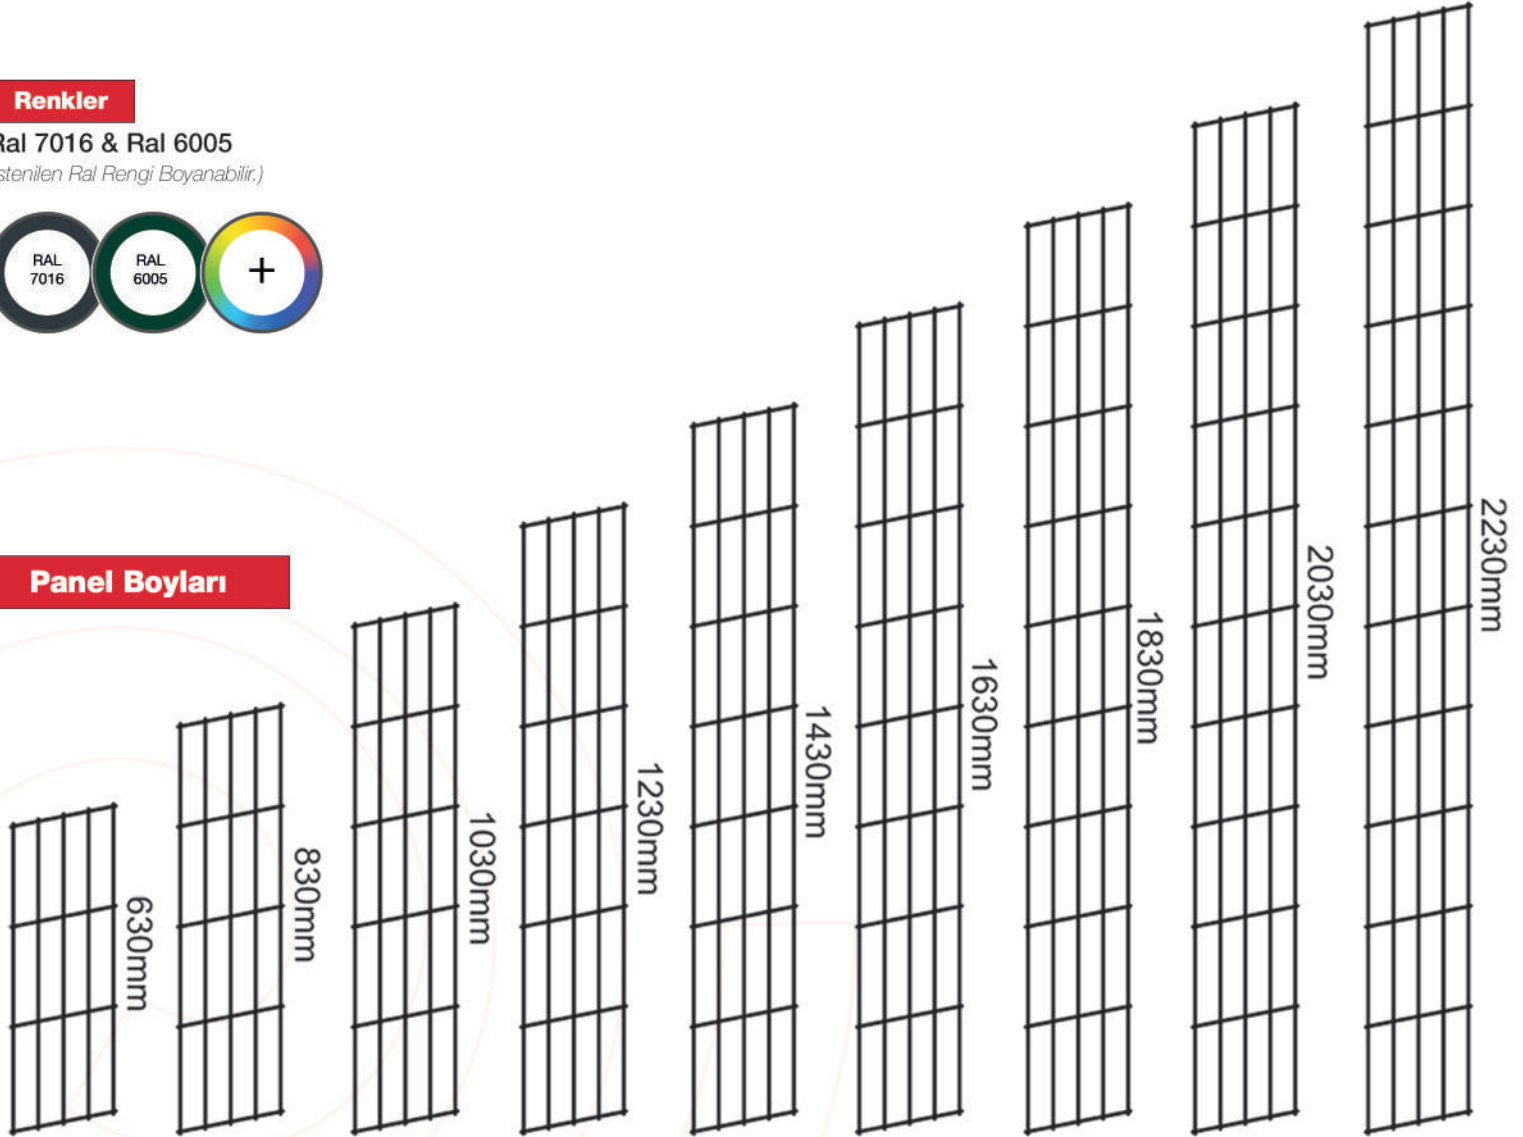 Renkler
Ral 7016 & Ral 6005
stenilen Ral Rengi Boyanabilir.)
RAL
7016
RAL
6005
+
Panel Boyları
630mm
830mm
1030mm
1230mm
1430mm
1630mm
1830mm
2030mm
2230mm